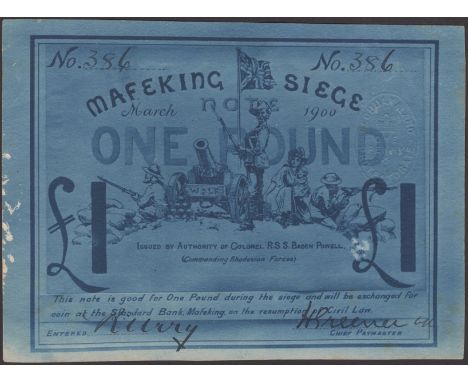 No. 386 No. 386
MAFEKING SIEGE
March note 1900
ONE POUND
WOLF
£1 £1
ISSUED BY AUTHORITY OF COLONEL R.S.S. BADEN POWELL,
(Commanding Rhodesian Forces)
This note is good for One Pound during the siege and will be exchanged for
coin at the Standard Bank, Mafeking, on the resumption of Civil Law.
ENTERED
CHIEF PAYMASTER